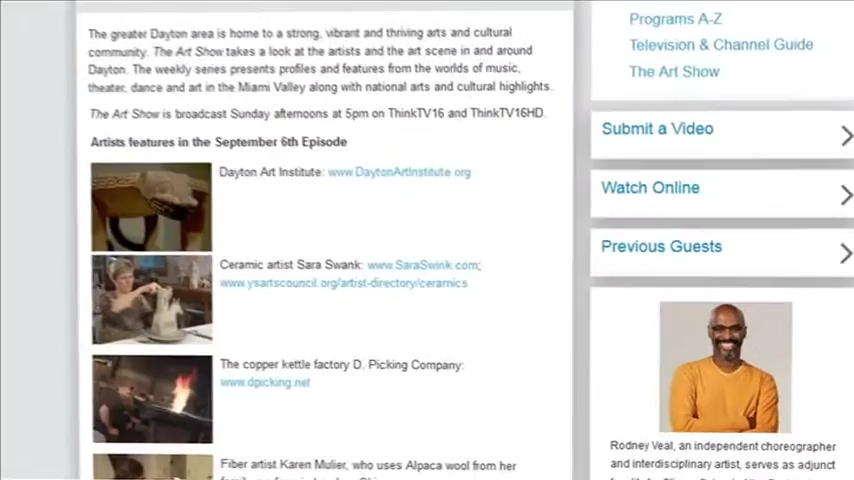 The greater Dayton area is home to a strong, vibrant and thriving arts and cultural
community. The Art Show takes a look at the artists and the art scene in and around
Dayton. The weekly series presents profiles and features from the worlds of music,
theater, dance and art in the Miami Valley along with national arts and cultural highlights.
The Art Show is broadcast Sunday afternoons at 5pm on ThinkTV16 and ThinkTV16HD.
Artists features in the September 6th Episode
Dayton Art Institute: www.DaytonArtInstitute.org
Ceramic artist Sara Swank: www.SaraSwink.com;
www.ysartscouncil.org/artist-directory/ceramics
The copper kettle factory D. Picking Company:
www.dpicking.net
Fiber artist Karen Mulier, who uses Alpaca wool from her
Programs A-Z
Television & Channel Guide
The Art Show
Submit a Video
Watch Online
Previous Guests
Rodney Veal, an independent choreographer
and interdisciplinary artist, serves as adjunct